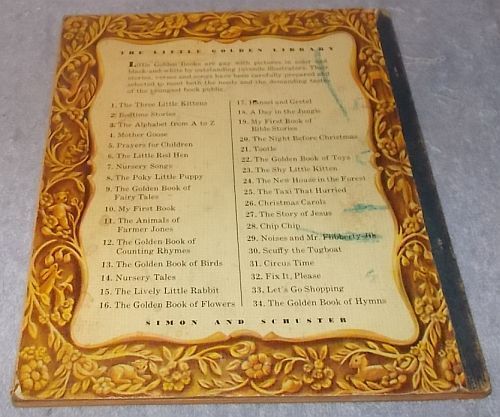 THE LITTLE GOLDEN LIBRARY
Little Golden Books are gay with pictures in color and
black-and-white by outstanding juvenile illustrators. Their
stories, verses and songs have been carefully prepared and
selected to meet both the needs and the demanding tastes
of the youngest book public.
1. The Three Little Kittens
2. Bedtime Stories
3. The Alphabet from A to Z
4. Mother Goose
5. Prayers for Children
6. The Little Red Hen
7. Nursery Songs
8. The Poky Little Puppy
9. The Golden Book of
Fairy Tales
10. My First Book
11. The Animals of
Farmer Jones
12. The Golden Book of
Counting Rhymes
13. The Golden Book of Birds
14. Nursery Tales
15. The Lively Little Rabbit
16. The Golden Book of Flowers
17. Hansel and Gretel
18. A Day in the Jungle
19. My First Book of
Bible Stories
20. The Night Before Christmas
21. Tootle
22. The Golden Book of Toys
23. The Shy Little Kitten
24. The New House in the Forest
25. The Taxi That Hurried
26. Christmas Carols
27. The Story of Jesus
28. Chip Chip
29. Noises and Mr. Flibberty-Jib
30. Scuffy the Tugboat
31. Circus Time
32. Fix It, Please
33. Let's Go Shopping
34. The Golden Book of Hymns
SIMON AND SCHUSTER